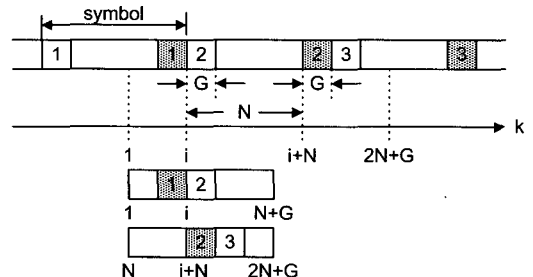 symbol
1 1 2 2 3 3
G G
N
k
1 i i+N 2N+G
1 2
1 i N+G
2 3
N i+N 2N+G